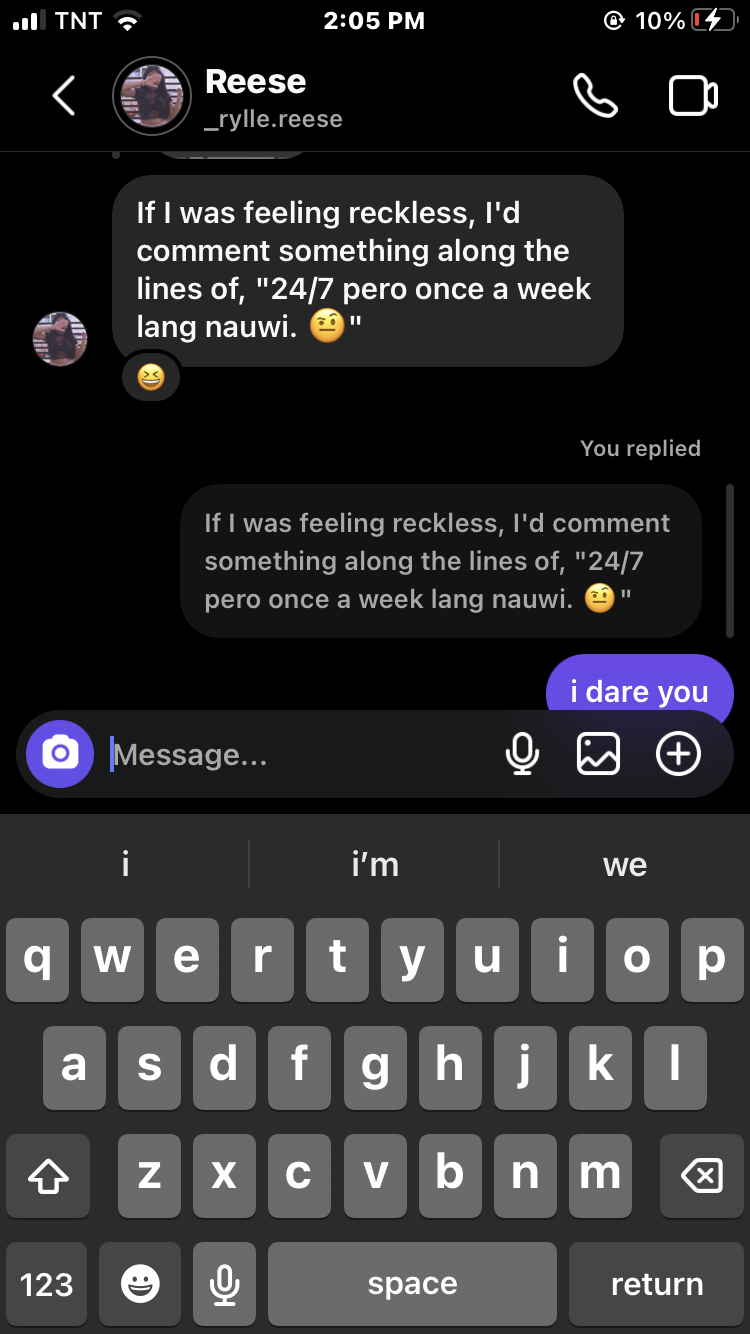 TNT 2:05 PM 10%
Reese
_rylle.reese
If I was feeling reckless, I'd
comment something along the
lines of, "24/7 pero once a week
lang nauwi. 🤨"
😆
You replied
If I was feeling reckless, I'd comment
something along the lines of, "24/7
pero once a week lang nauwi. 🤨"
i dare you
Message...
i i'm we
q w e r t y u i o p
a s d f g h j k l
z x c v b n m
123 space return